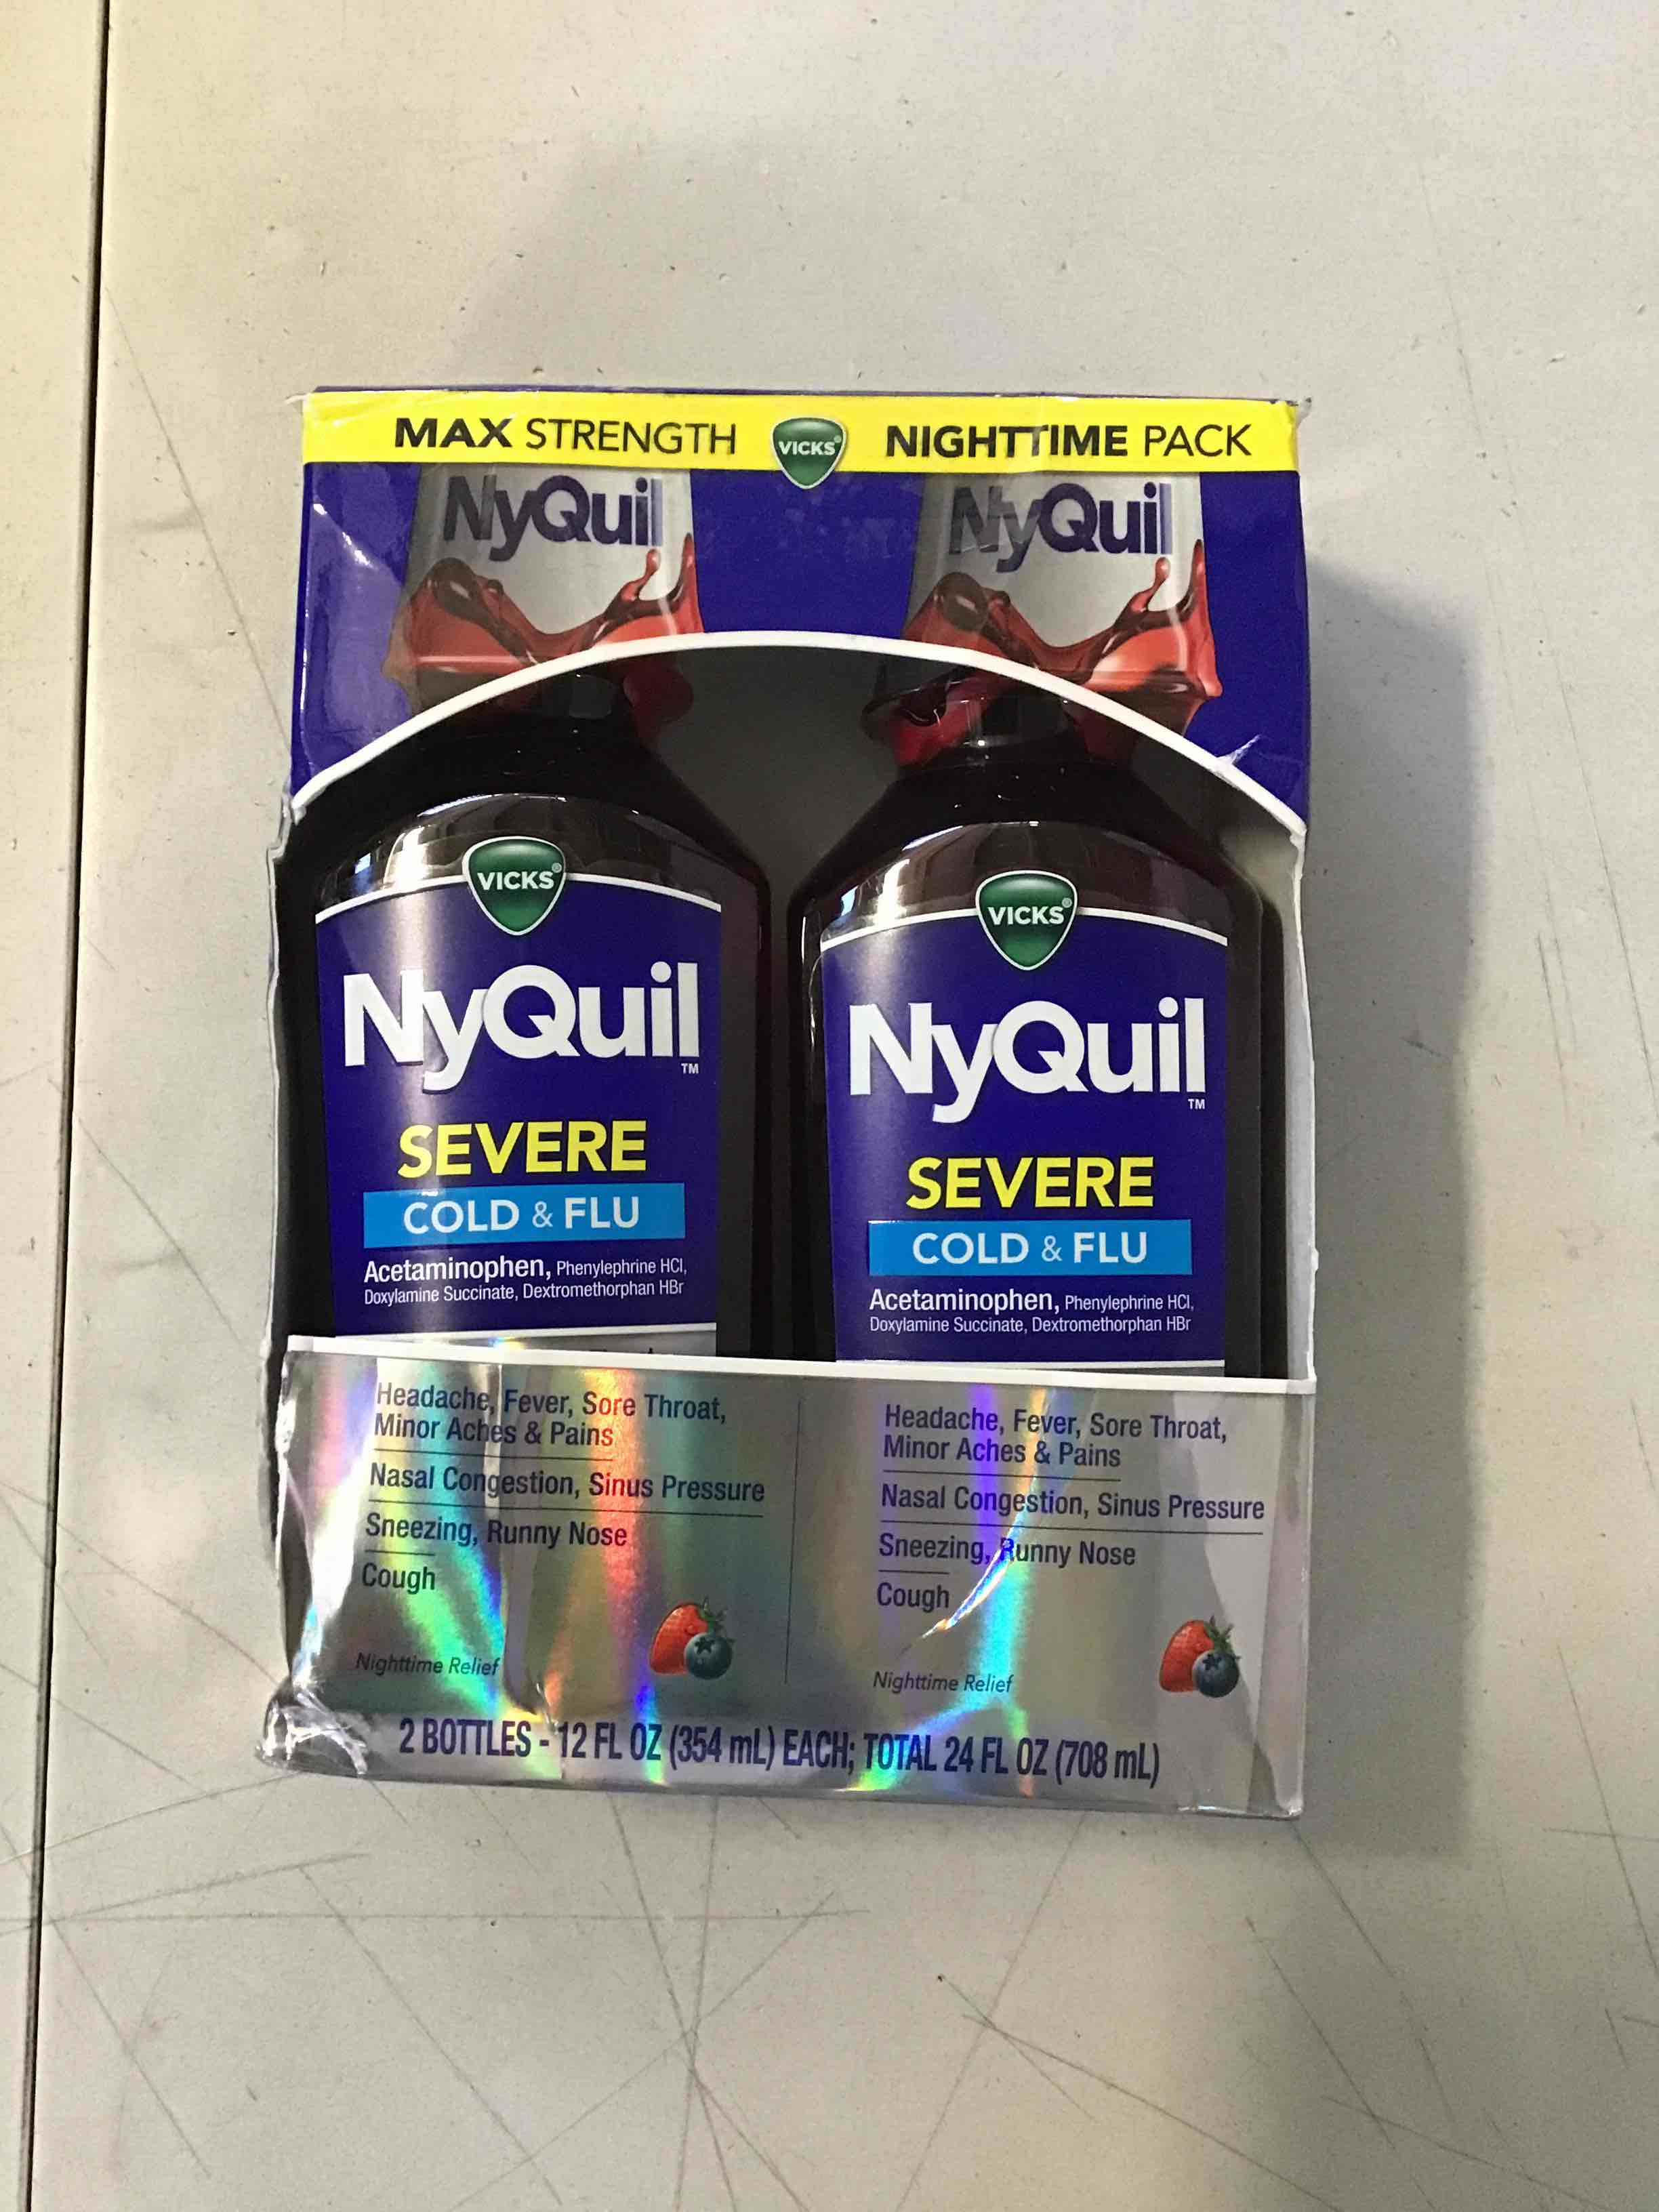 MAX STRENGTH VICKS® NIGHTTIME PACK
NyQuil NyQuil
VICKS®
NyQuil™
SEVERE
COLD & FLU
Acetaminophen, Phenylephrine HCl,
Doxylamine Succinate, Dextromethorphan HBr
VICKS®
NyQuil™
SEVERE
COLD & FLU
Acetaminophen, Phenylephrine HCl,
Doxylamine Succinate, Dextromethorphan HBr
Headache, Fever, Sore Throat,
Minor Aches & Pains
Nasal Congestion, Sinus Pressure
Sneezing, Runny Nose
Cough
Nighttime Relief
Headache, Fever, Sore Throat,
Minor Aches & Pains
Nasal Congestion, Sinus Pressure
Sneezing, Runny Nose
Cough
Nighttime Relief
2 BOTTLES - 12 FL OZ (354 mL) EACH; TOTAL 24 FL OZ (708 mL)